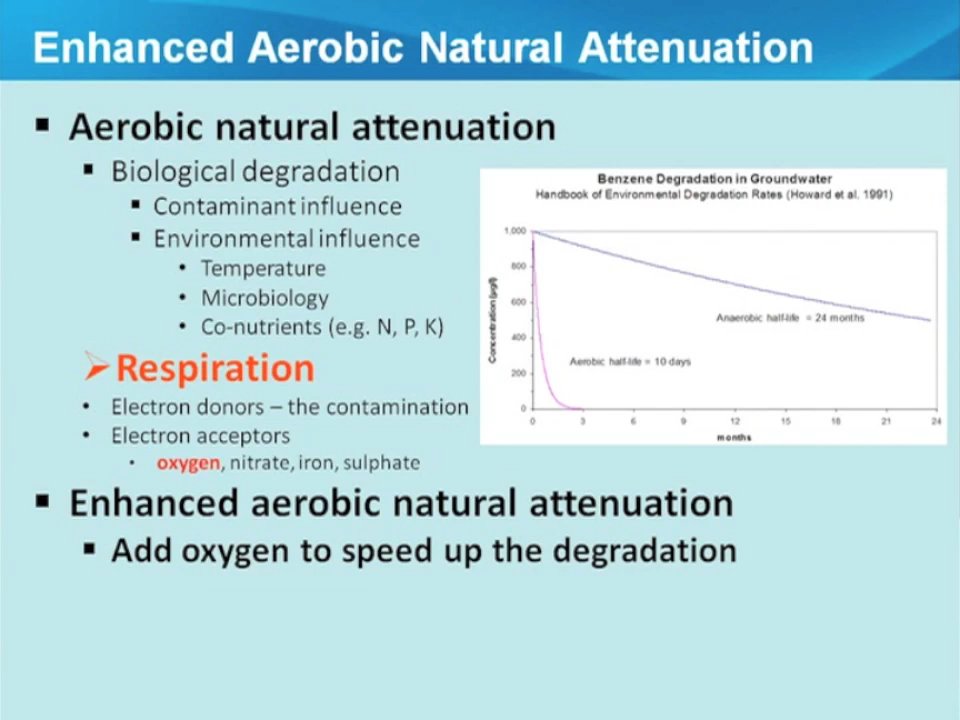 Enhanced Aerobic Natural Attenuation
▪ Aerobic natural attenuation
▪ Biological degradation
▪ Contaminant influence
▪ Environmental influence
• Temperature
• Microbiology
• Co-nutrients (e.g. N, P, K)
➢ Respiration
• Electron donors – the contamination
• Electron acceptors
• oxygen, nitrate, iron, sulphate
▪ Enhanced aerobic natural attenuation
▪ Add oxygen to speed up the degradation
Benzene Degradation in Groundwater
Handbook of Environmental Degradation Rates (Howard et al. 1991)
Concentration (µg/l)
1,000
800
600
400
200
0
Anaerobic half-life = 24 months
Aerobic half-life = 10 days
0 3 6 9 12 15 18 21 24
months